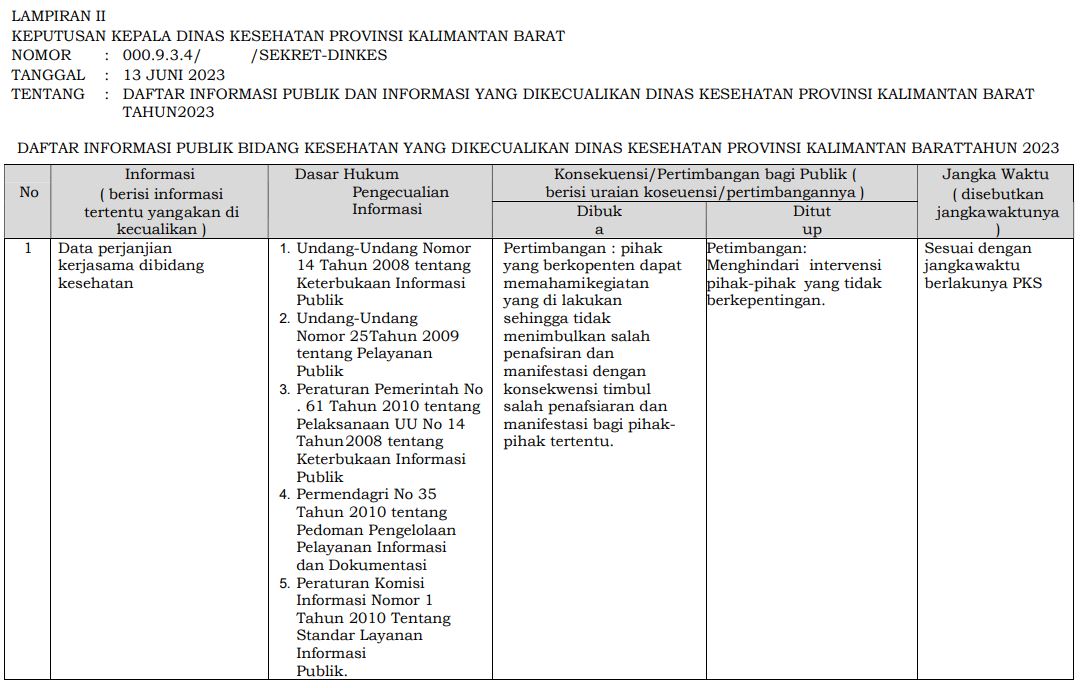 LAMPIRAN II
KEPUTUSAN KEPALA DINAS KESEHATAN PROVINSI KALIMANTAN BARAT
NOMOR : 000.9.3.4/ /SEKRET-DINKES
TANGGAL : 13 JUNI 2023
TENTANG : DAFTAR INFORMASI PUBLIK DAN INFORMASI YANG DIKECUALIKAN DINAS KESEHATAN PROVINSI KALIMANTAN BARAT
TAHUN2023
DAFTAR INFORMASI PUBLIK BIDANG KESEHATAN YANG DIKECUALIKAN DINAS KESEHATAN PROVINSI KALIMANTAN BARATTAHUN 2023
No
Informasi
( berisi informasi
tertentu yangakan di
kecualikan )
Dasar Hukum
Pengecualian
Informasi
Konsekuensi/Pertimbangan bagi Publik (
berisi uraian koseuensi/pertimbangannya )
Dibuk
a
Ditut
up
Jangka Waktu
( disebutkan
jangkawaktunya
)
1
Data perjanjian
kerjasama dibidang
kesehatan
1. Undang-Undang Nomor
14 Tahun 2008 tentang
Keterbukaan Informasi
Publik
2. Undang-Undang
Nomor 25Tahun 2009
tentang Pelayanan
Publik
3. Peraturan Pemerintah No
. 61 Tahun 2010 tentang
Pelaksanaan UU No 14
Tahun2008 tentang
Keterbukaan Informasi
Publik
4. Permendagri No 35
Tahun 2010 tentang
Pedoman Pengelolaan
Pelayanan Informasi
dan Dokumentasi
5. Peraturan Komisi
Informasi Nomor 1
Tahun 2010 Tentang
Standar Layanan
Informasi
Publik.
Pertimbangan : pihak
yang berkopenten dapat
memahamikegiatan
yang di lakukan
sehingga tidak
menimbulkan salah
penafsiran dan
manifestasi dengan
konsekwensi timbul
salah penafsiaran dan
manifestasi bagi pihak-
pihak tertentu.
Petimbangan:
Menghindari intervensi
pihak-pihak yang tidak
berkepentingan.
Sesuai dengan
jangkawaktu
berlakunya PKS